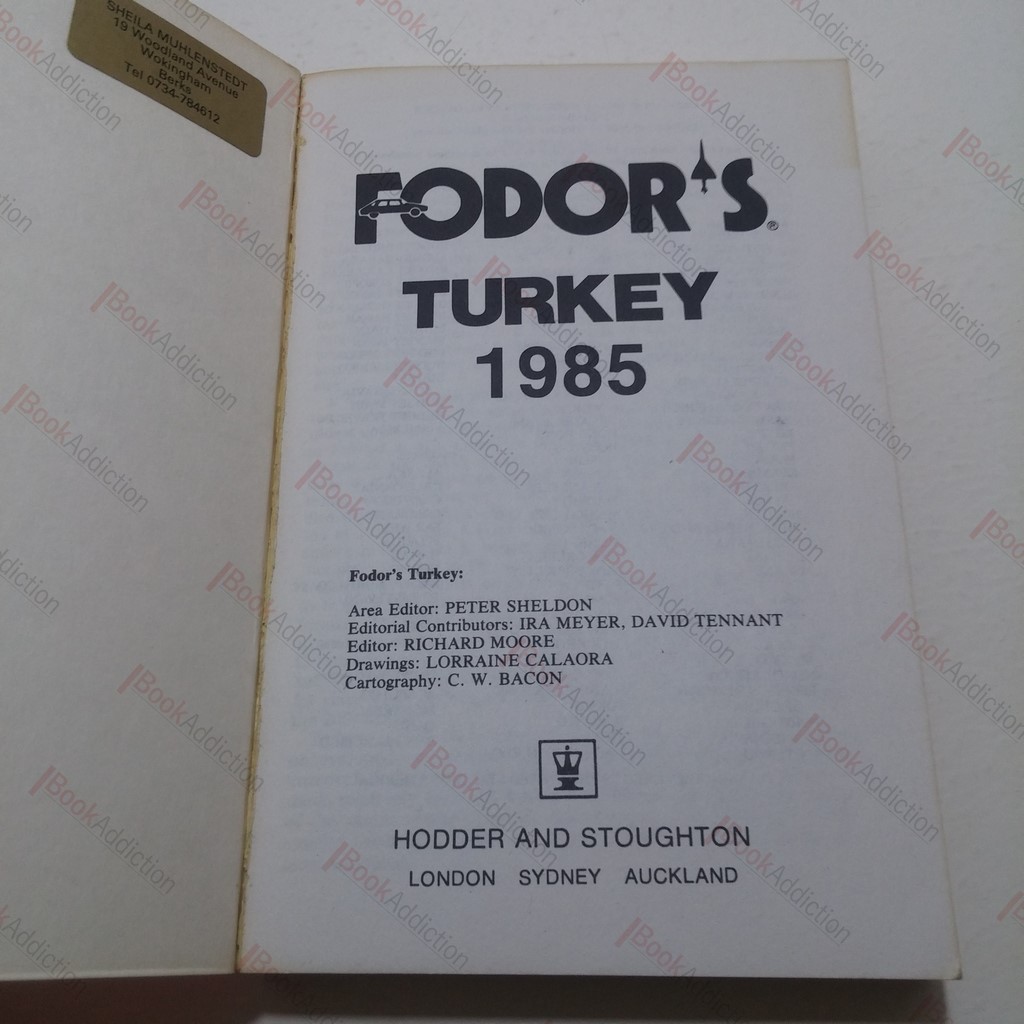 SHEILA MUHLENSTEDT
19 Woodland Avenue
Wokingham
Berks
Tel 0734-784612
FODOR'S®
TURKEY
1985
Fodor's Turkey:
Area Editor: PETER SHELDON
Editorial Contributors: IRA MEYER, DAVID TENNANT
Editor: RICHARD MOORE
Drawings: LORRAINE CALAORA
Cartography: C. W. BACON
HODDER AND STOUGHTON
LONDON SYDNEY AUCKLAND
BookAddiction